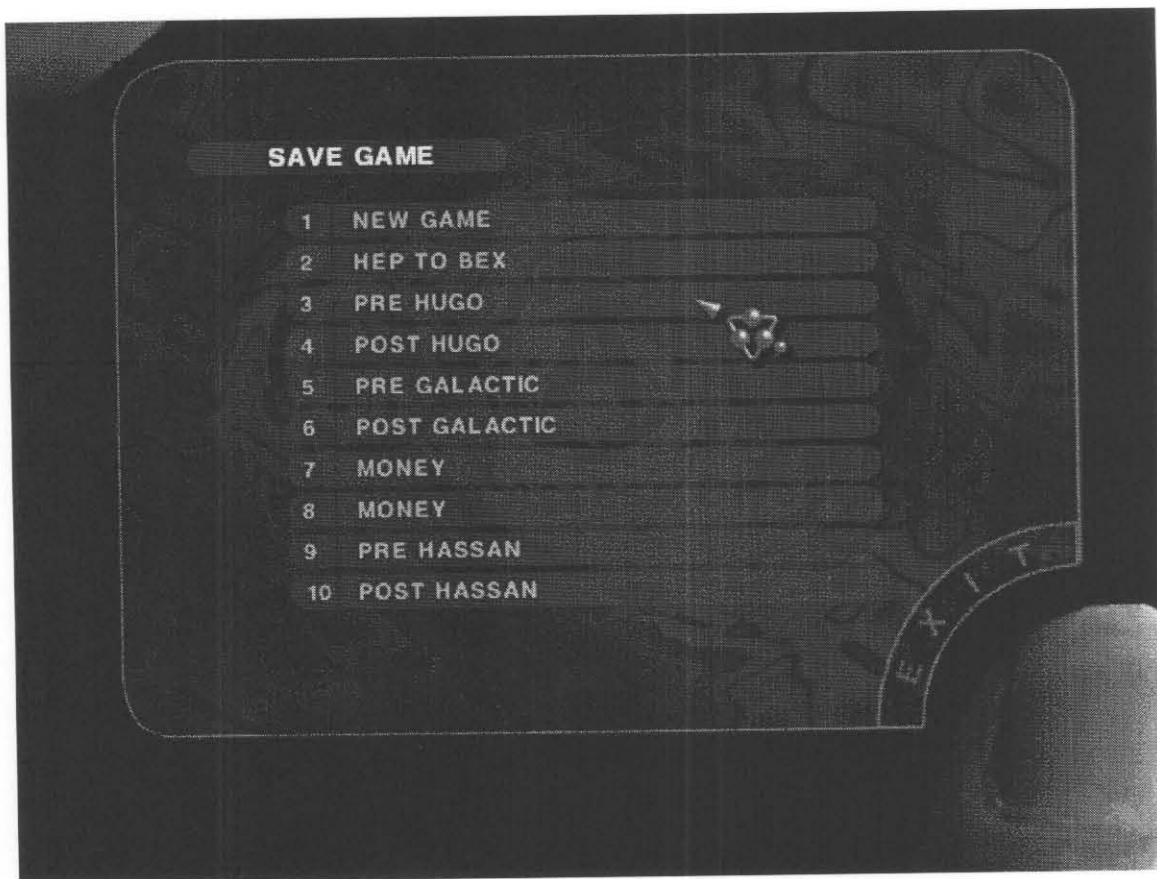 SAVE GAME
1 NEW GAME
2 HEP TO BEX
3 PRE HUGO
4 POST HUGO
5 PRE GALACTIC
6 POST GALACTIC
7 MONEY
8 MONEY
9 PRE HASSAN
10 POST HASSAN
EXIT